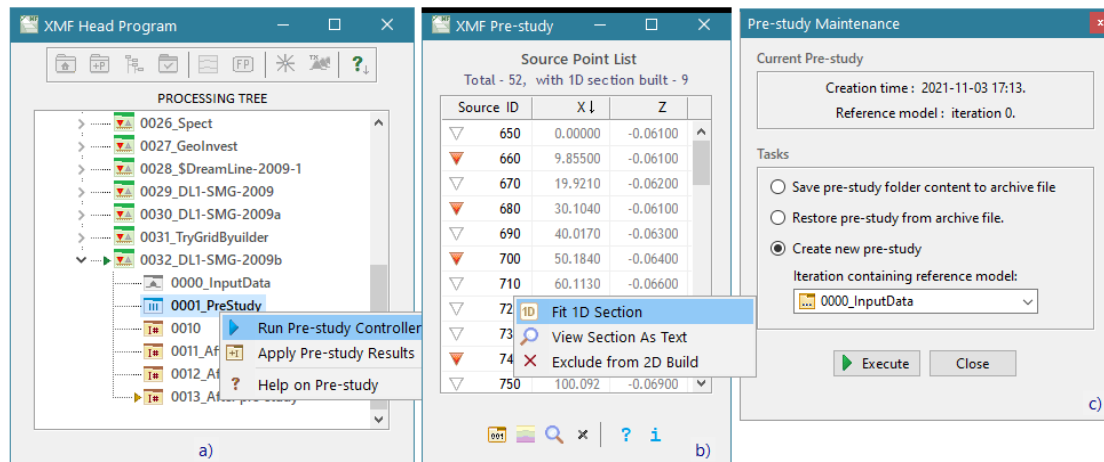 XMF Head Program
PROCESSING TREE
0026_Spect
0027_GeoInvest
0028_$DreamLine-2009-1
0029_DL1-SMG-2009
0030_DL1-SMG-2009a
0031_TryGridByuilder
0032_DL1-SMG-2009b
0000_InputData
0001_PreStudy
0010
0011_Af
0012_Af
0013_After pre-study
Run Pre-study Controller
Apply Pre-study Results
Help on Pre-study
a)
XMF Pre-study
Source Point List
Total - 52, with 1D section built - 9
Source ID X↓ Z
650 0.00000 -0.06100
660 9.85500 -0.06100
670 19.9210 -0.06200
680 30.1040 -0.06100
690 40.0170 -0.06300
700 50.1840 -0.06400
710 60.1130 -0.06600
72
73
74
750 100.092 -0.06900
1D Fit 1D Section
View Section As Text
Exclude from 2D Build
b)
Pre-study Maintenance
Current Pre-study
Creation time : 2021-11-03 17:13.
Reference model : iteration 0.
Tasks
Save pre-study folder content to archive file
Restore pre-study from archive file.
Create new pre-study
Iteration containing reference model:
0000_InputData
Execute
Close
c)